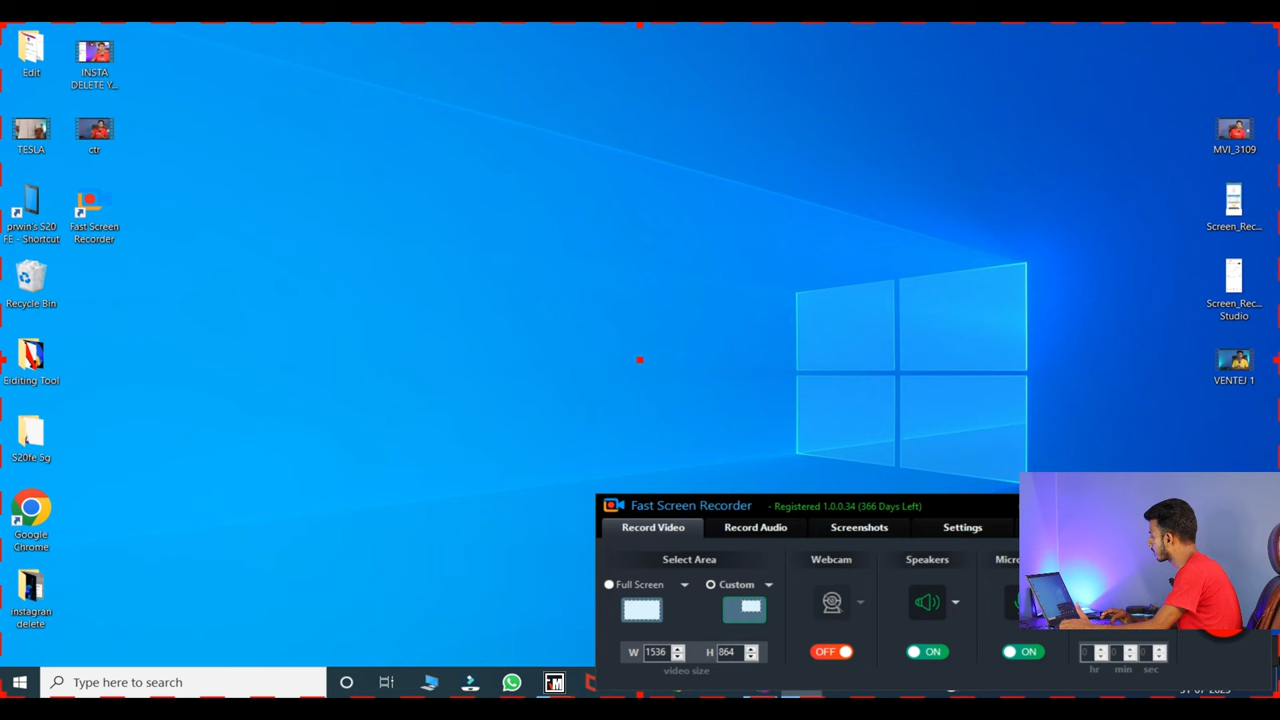 Edit
INSTA
DELETE Y...
TESLA
ctr
prwin's S20
FE - Shortcut
Fast Screen
Recorder
Recycle Bin
Eiditing Tool
S20fe 5g
Google
Chrome
instagran
delete
MVI_3109
Screen_Rec...
Screen_Rec...
Studio
VENTEJ 1
Fast Screen Recorder - Registered 1.0.0.34 (366 Days Left)
Record Video Record Audio Screenshots Settings
Select Area Webcam Speakers
Full Screen Custom
W 1536 H 864 OFF ON ON 0 0 0
video size hr min sec
Type here to search